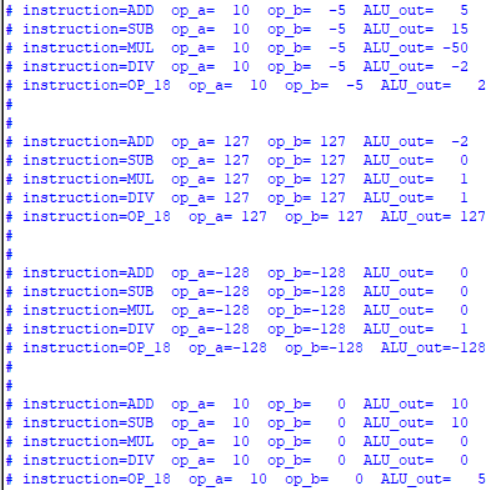 # instruction=ADD  op_a=  10  op_b=  -5  ALU_out=   5
# instruction=SUB  op_a=  10  op_b=  -5  ALU_out=  15
# instruction=MUL  op_a=  10  op_b=  -5  ALU_out= -50
# instruction=DIV  op_a=  10  op_b=  -5  ALU_out=  -2
# instruction=OP_18  op_a=  10  op_b=  -5  ALU_out=   2
#
#
# instruction=ADD  op_a= 127  op_b= 127  ALU_out=  -2
# instruction=SUB  op_a= 127  op_b= 127  ALU_out=   0
# instruction=MUL  op_a= 127  op_b= 127  ALU_out=   1
# instruction=DIV  op_a= 127  op_b= 127  ALU_out=   1
# instruction=OP_18  op_a= 127  op_b= 127  ALU_out= 127
#
#
# instruction=ADD  op_a=-128  op_b=-128  ALU_out=   0
# instruction=SUB  op_a=-128  op_b=-128  ALU_out=   0
# instruction=MUL  op_a=-128  op_b=-128  ALU_out=   0
# instruction=DIV  op_a=-128  op_b=-128  ALU_out=   1
# instruction=OP_18  op_a=-128  op_b=-128  ALU_out=-128
#
#
# instruction=ADD  op_a=  10  op_b=   0  ALU_out=  10
# instruction=SUB  op_a=  10  op_b=   0  ALU_out=  10
# instruction=MUL  op_a=  10  op_b=   0  ALU_out=   0
# instruction=DIV  op_a=  10  op_b=   0  ALU_out=   0
# instruction=OP_18  op_a=  10  op_b=   0  ALU_out=   5